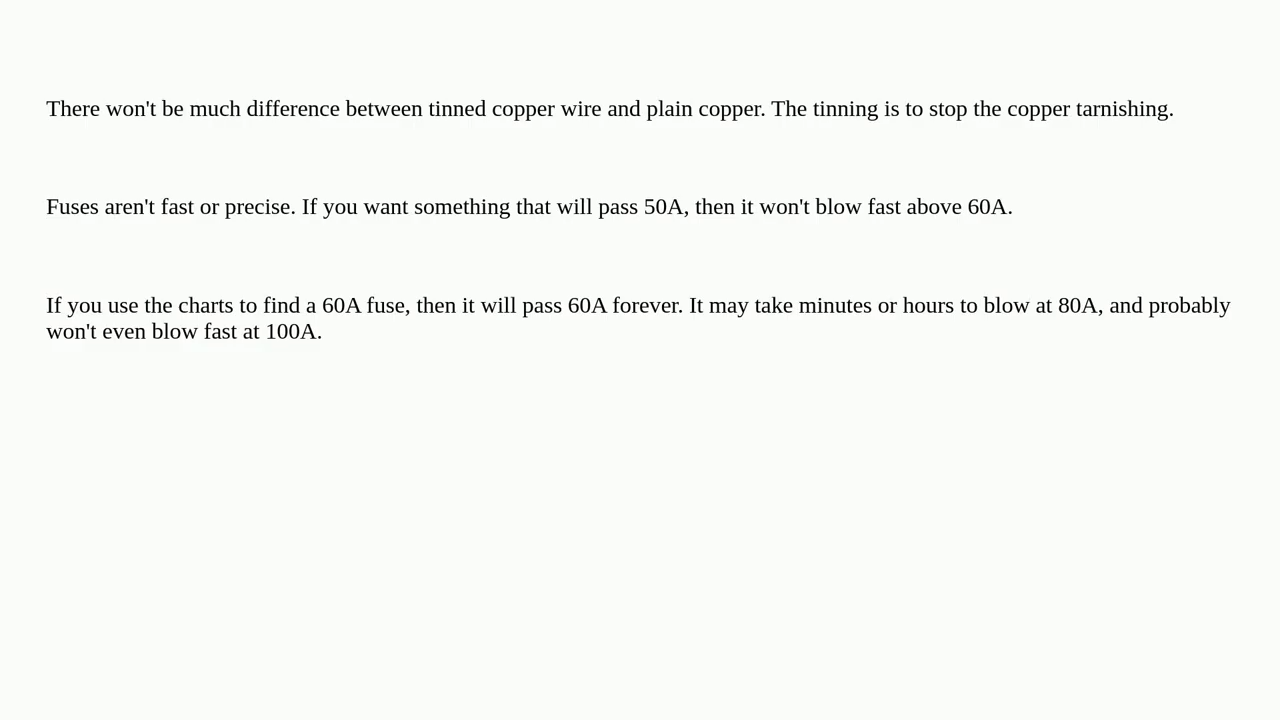 There won't be much difference between tinned copper wire and plain copper. The tinning is to stop the copper tarnishing.
Fuses aren't fast or precise. If you want something that will pass 50A, then it won't blow fast above 60A.
If you use the charts to find a 60A fuse, then it will pass 60A forever. It may take minutes or hours to blow at 80A, and probably
won't even blow fast at 100A.